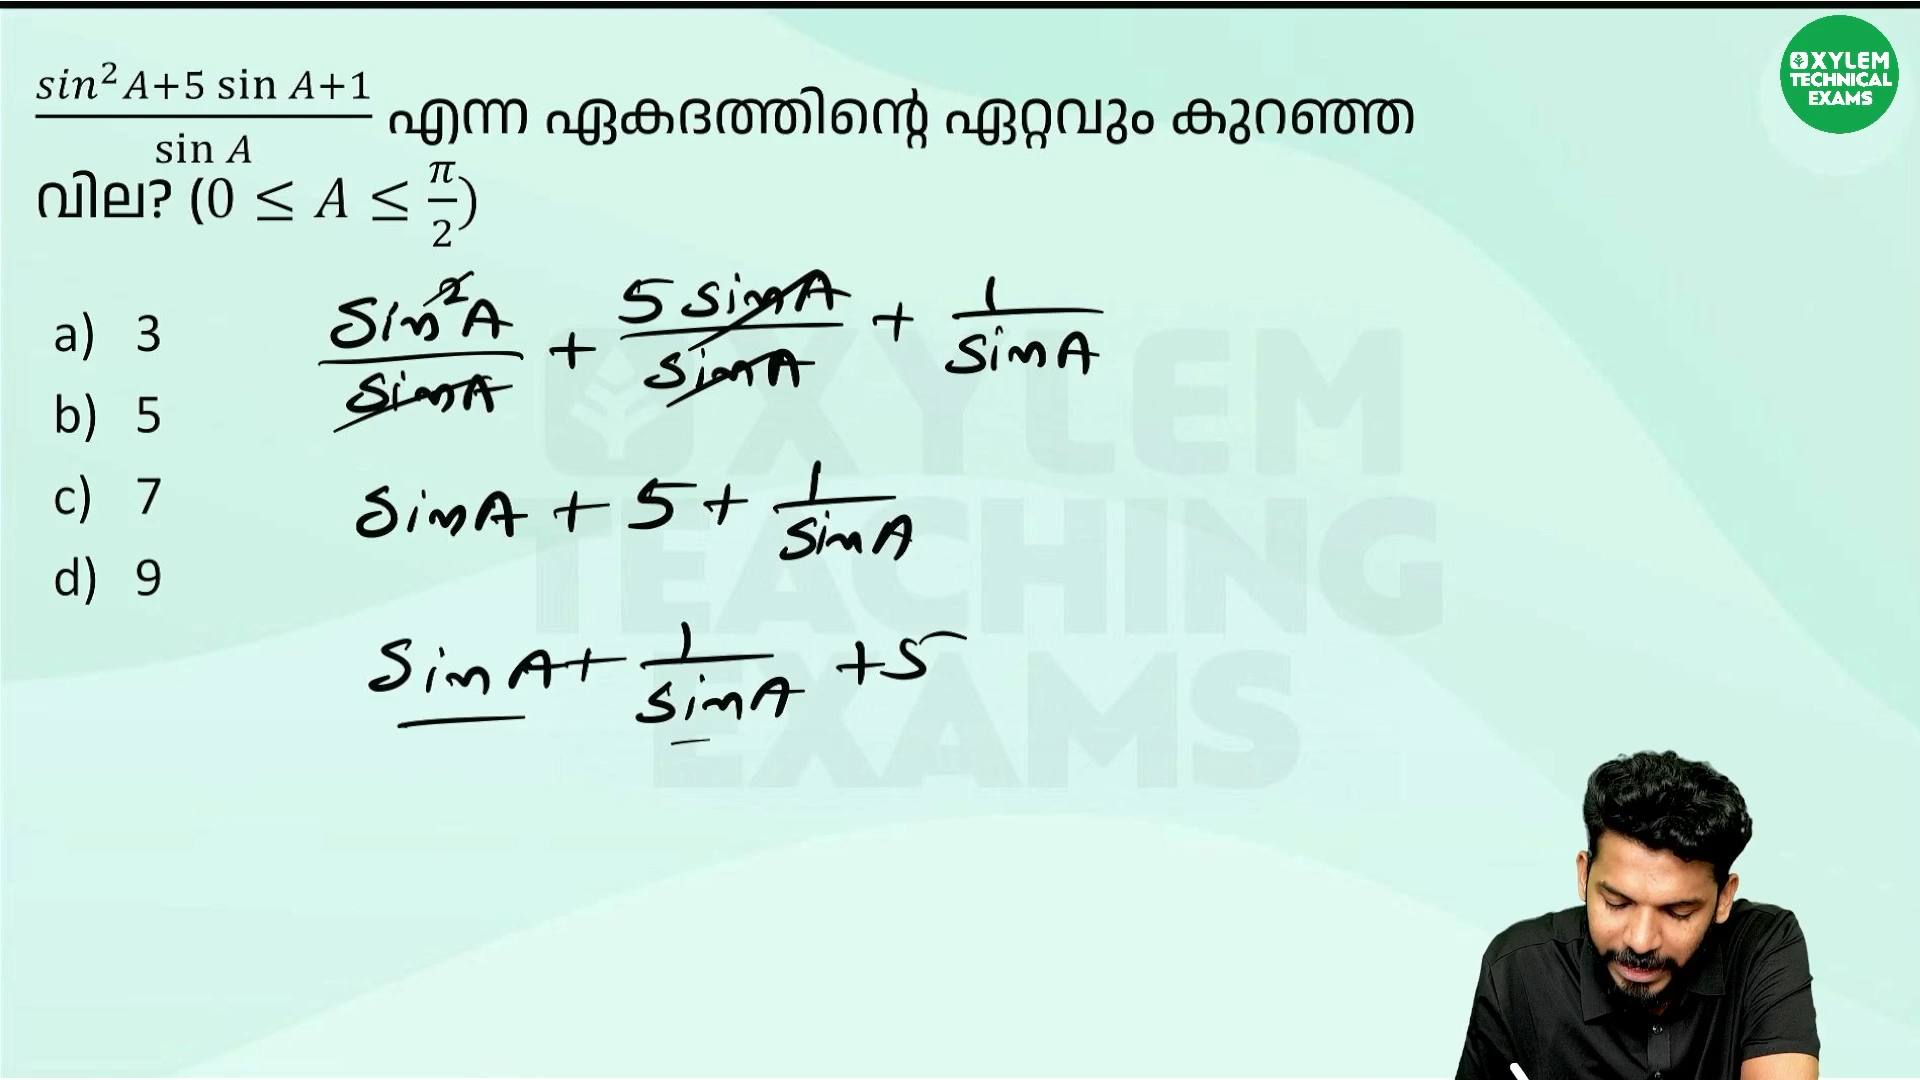 XYLEM
TECHNICAL
EXAMS
sin² A+5 sin A+1 / sin A എന്ന ഏകദത്തിന്റെ ഏറ്റവും കുറഞ്ഞ
വില? (0 ≤ A ≤ π/2)
a) 3
b) 5
c) 7
d) 9
Sin²A / SinA + 5 SinA / SinA + 1 / SinA
SinA + 5 + 1 / SinA
SinA + 1 / SinA + 5
XYLEM
TEACHING
EXAMS